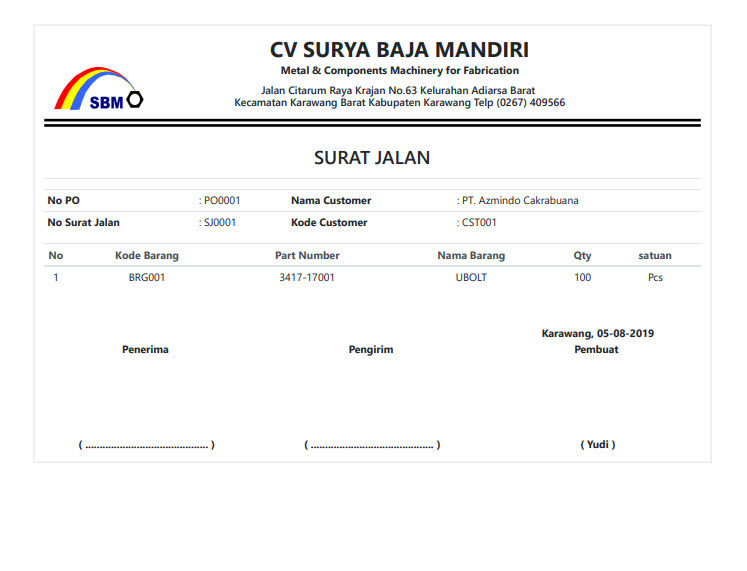 CV SURYA BAJA MANDIRI
Metal & Components Machinery for Fabrication
Jalan Citarum Raya Krajan No.63 Kelurahan Adiarsa Barat
Kecamatan Karawang Barat Kabupaten Karawang Telp (0267) 409566
SBM
SURAT JALAN
No PO : PO0001 Nama Customer : PT. Azmindo Cakrabuana
No Surat Jalan : SJ0001 Kode Customer : CST001
No Kode Barang Part Number Nama Barang Qty satuan
1 BRG001 3417-17001 UBOLT 100 Pcs
Karawang, 05-08-2019
Penerima Pengirim Pembuat
( ........................................... ) ( ........................................... ) ( Yudi )